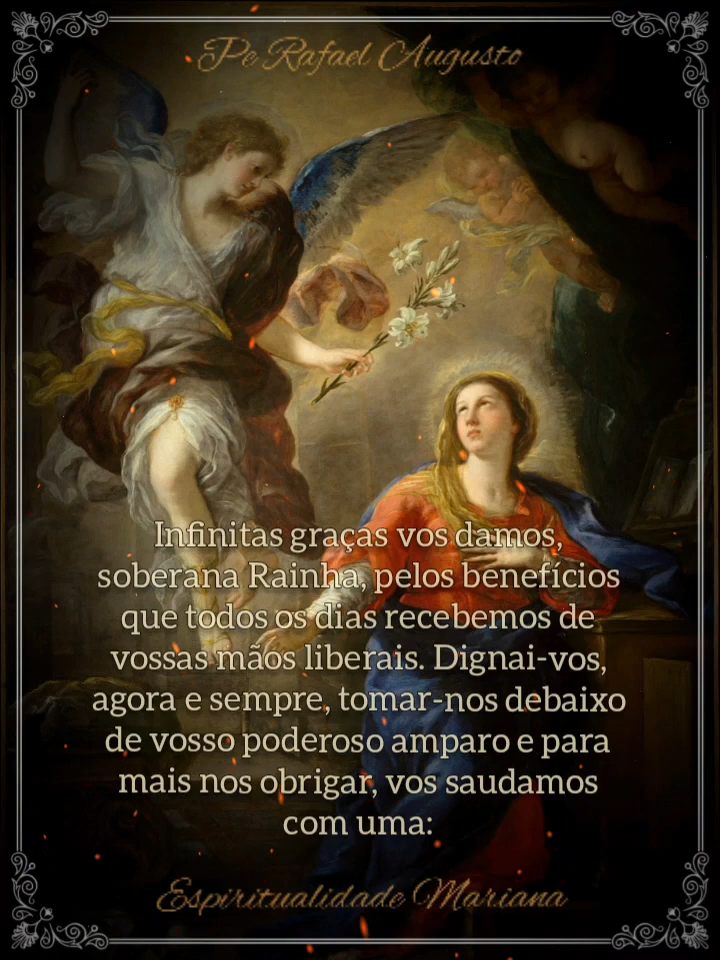 Pe Rafael Augusto
Infinitas graças vos damos,
soberana Rainha, pelos benefícios
que todos os dias recebemos de
vossas mãos liberais. Dignai-vos,
agora e sempre, tomar-nos debaixo
de vosso poderoso amparo e para
mais nos obrigar, vos saudamos
com uma:
Espiritualidade Mariana